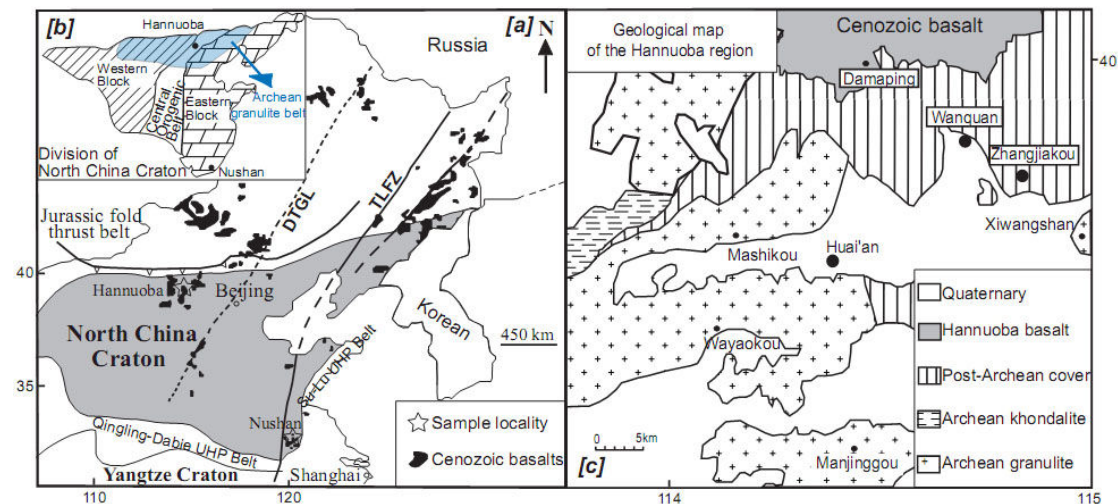 [b]
Hannuoba
Western
Block
Central
Orogenic
Belt
Eastern
Block
Archean
granulite belt
Nushan
Division of
North China Craton
[a]
N
Russia
Jurassic fold
thrust belt
DTGL
TLFZ
40
Hannuoba
Beijing
North China
Craton
Korean
450 km
35
Su-Lu UHP Belt
Nushan
Qingling-Dabie UHP Belt
Yangtze Craton
Shanghai
Sample locality
Cenozoic basalts
110
120
Geological map
of the Hannuoba region
Cenozoic basalt
40
Damaping
Wanquan
Zhangjiakou
Xiwangshan
Mashikou
Huai'an
Wayaokou
0
5km
[c]
Manjinggou
Quaternary
Hannuoba basalt
Post-Archean cover
Archean khondalite
Archean granulite
114
115